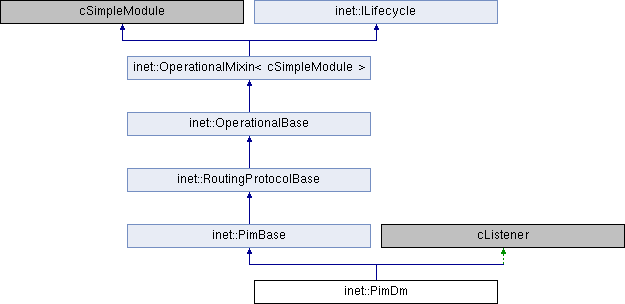 cSimpleModule
inet::ILifecycle
inet::OperationalMixin< cSimpleModule >
inet::OperationalBase
inet::RoutingProtocolBase
inet::PimBase
cListener
inet::PimDm